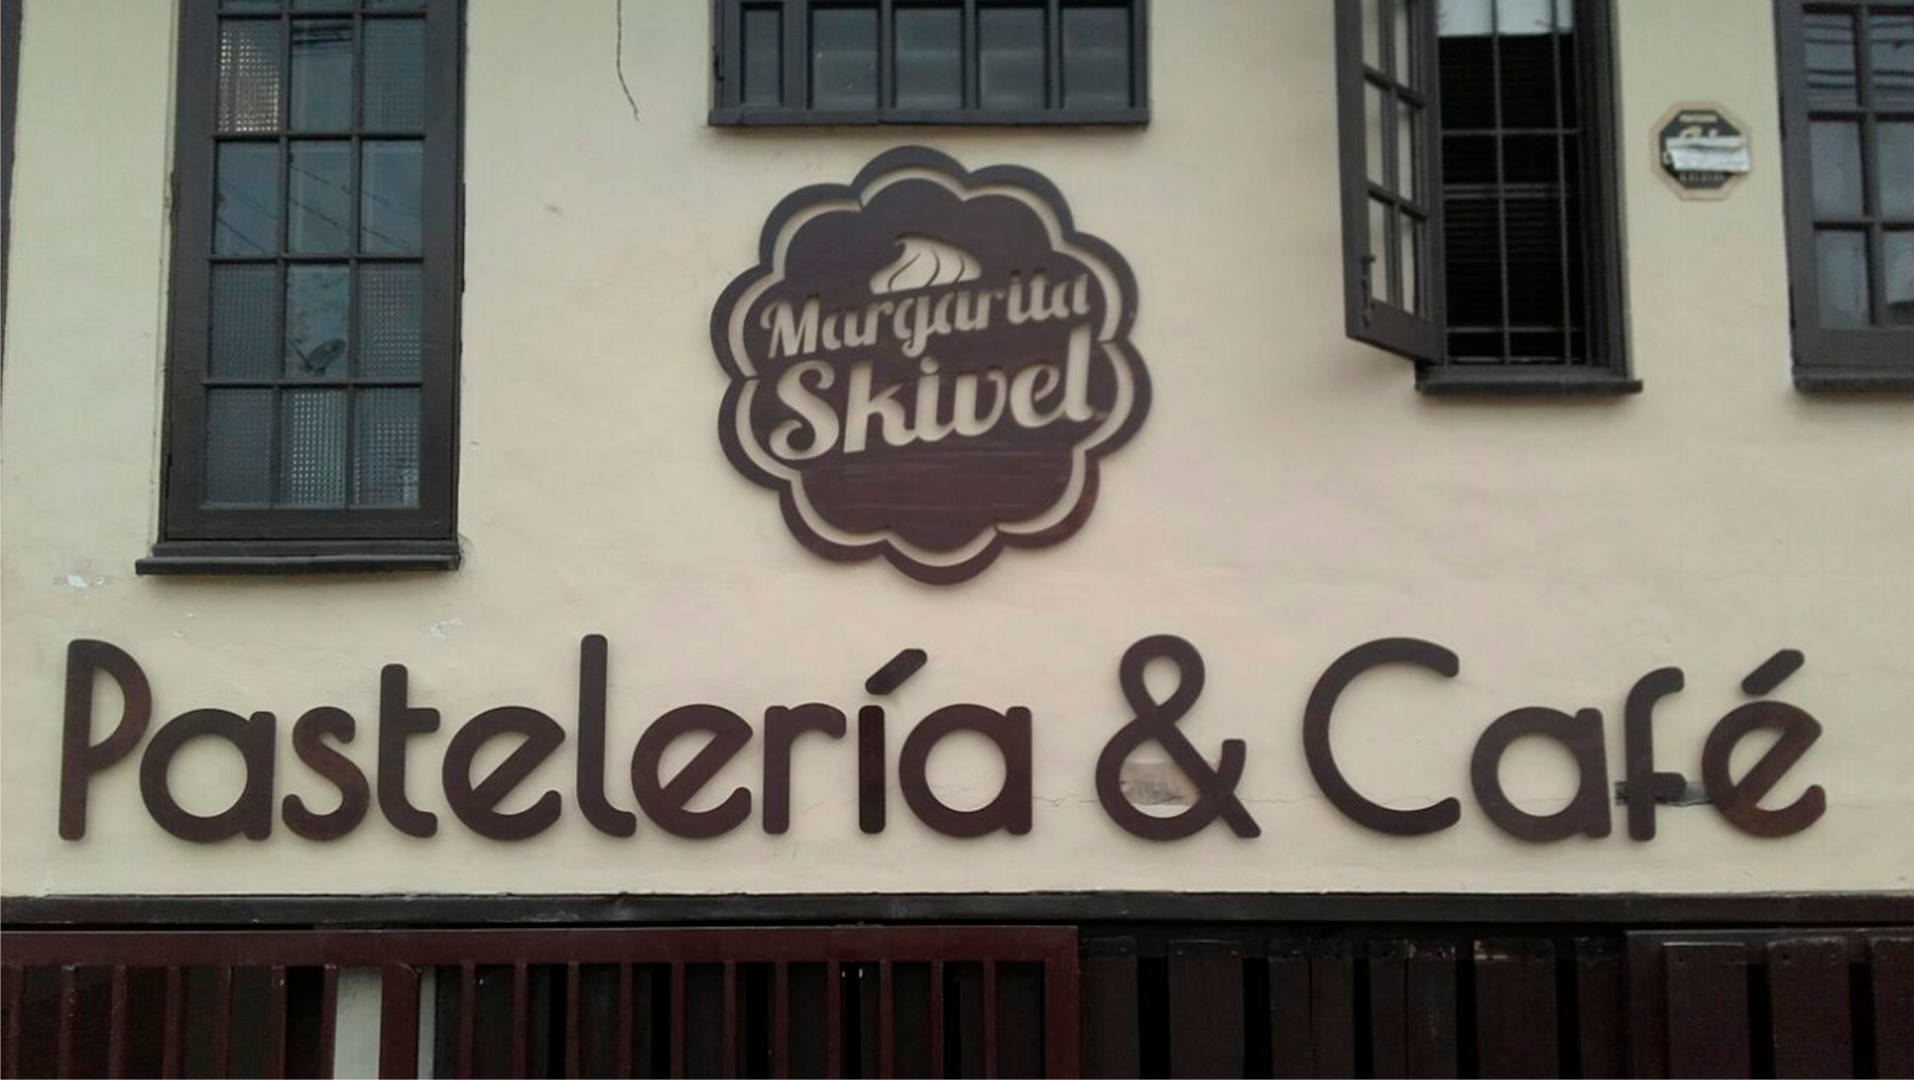 Margarita
Skivel
Pastelería & Café